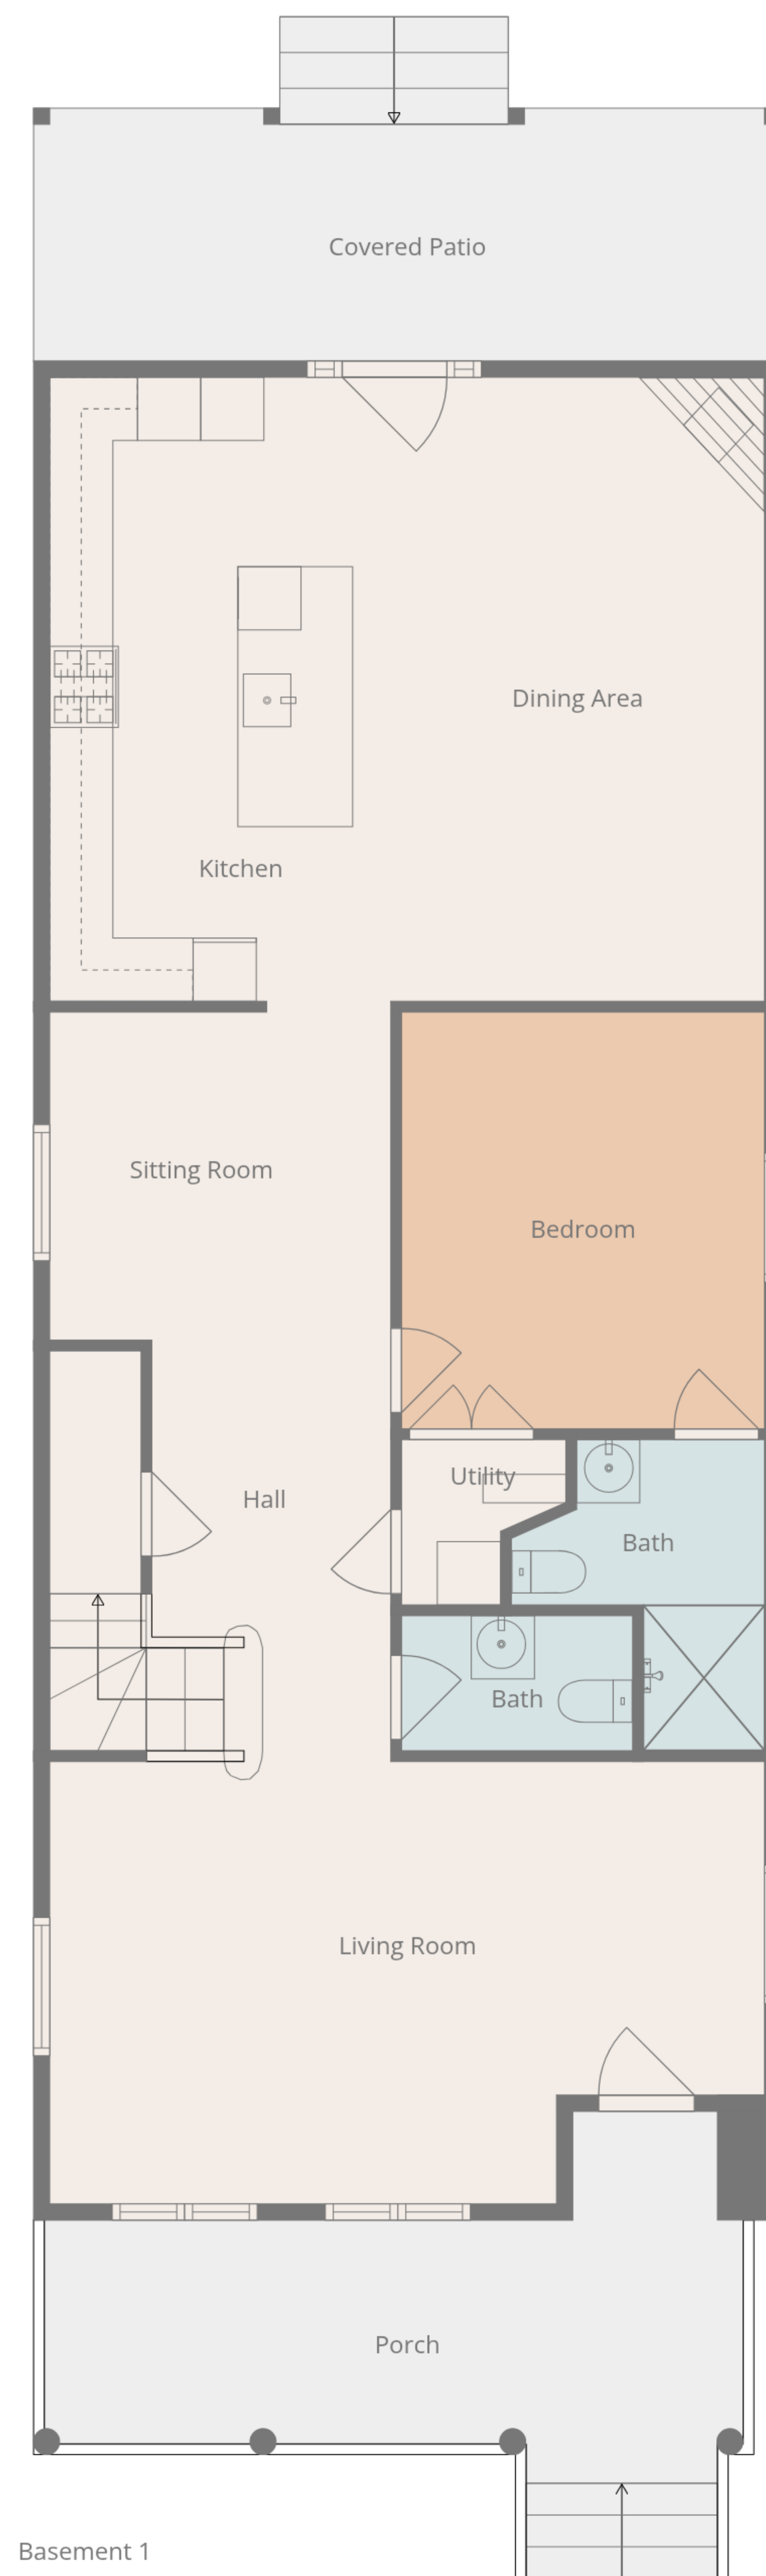 Covered Patio
Dining Area
Kitchen
Sitting Room
Bedroom
Utility
Hall
Bath
Bath
Living Room
Porch
Basement 1